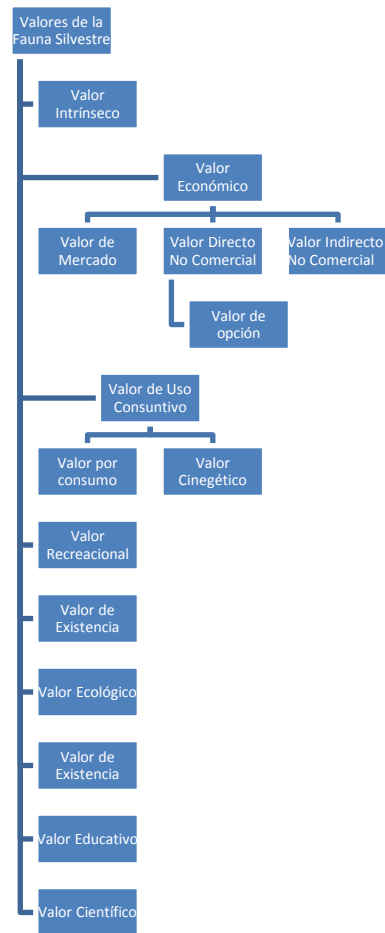 Valores de la
Fauna Silvestre
Valor
Intrínseco
Valor
Económico
Valor de
Mercado
Valor Directo
No Comercial
Valor Indirecto
No Comercial
Valor de
opción
Valor de Uso
Consuntivo
Valor por
consumo
Valor
Cinegético
Valor
Recreacional
Valor de
Existencia
Valor Ecológico
Valor de
Existencia
Valor Educativo
Valor Científico